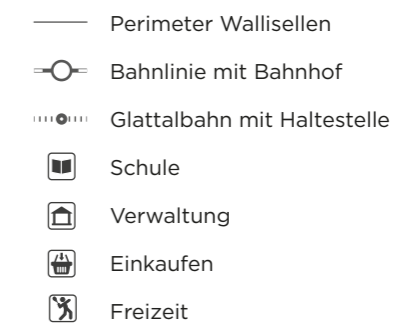 Perimeter Wallisellen
Bahnlinie mit Bahnhof
Glattalbahn mit Haltestelle
Schule
Verwaltung
Einkaufen
Freizeit